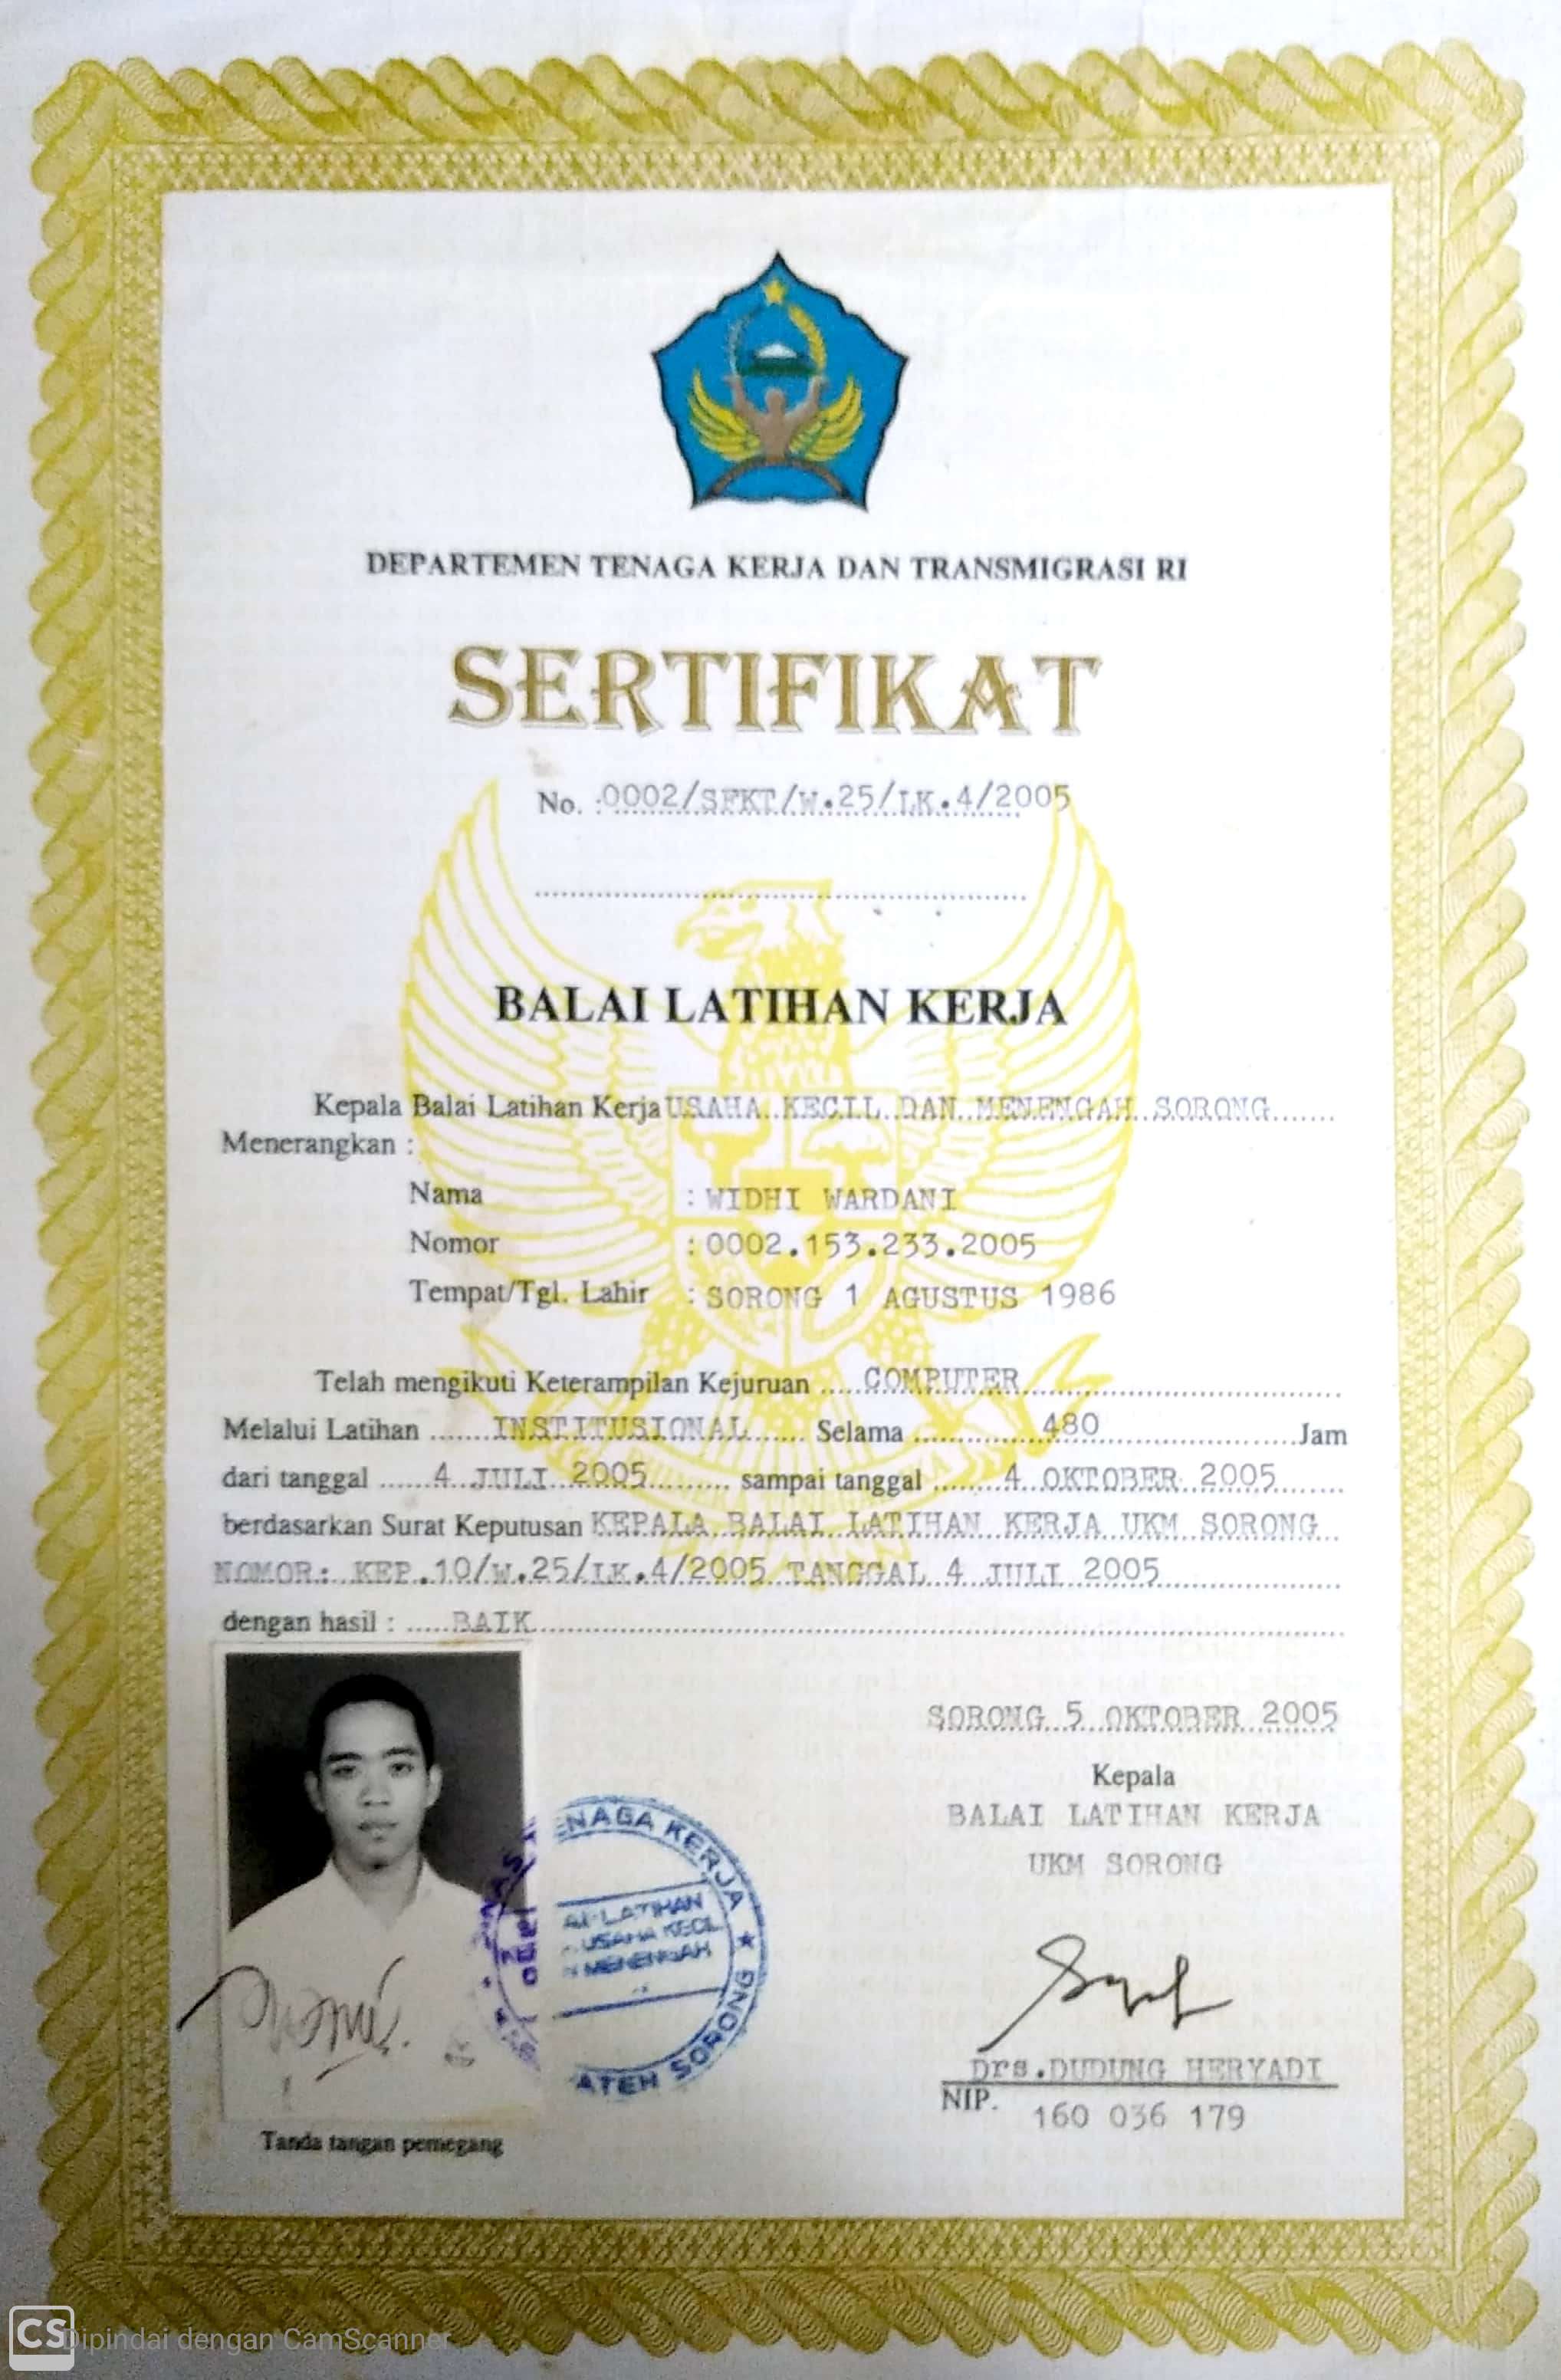 DEPARTEMEN TENAGA KERJA DAN TRANSMIGRASI RI
SERTIFIKAT
No. : 0002/SFKT/W.25/LK.4/2005
BALAI LATIHAN KERJA
Kepala Balai Latihan Kerja USAHA KECIL DAN MENENGAH SORONG
Menerangkan :
Nama : WIDHI WARDANI
Nomor : 0002.153.233.2005
Tempat/Tgl. Lahir : SORONG 1 AGUSTUS 1986
Telah mengikuti Keterampilan Kejuruan COMPUTER
Melalui Latihan INSTITUSIONAL Selama 480 Jam
dari tanggal 4 JULI 2005 sampai tanggal 4 OKTOBER 2005
berdasarkan Surat Keputusan KEPALA BALAI LATIHAN KERJA UKM SORONG
NOMOR: KEP.10/W.25/LK.4/2005 TANGGAL 4 JULI 2005
dengan hasil : BAIK
SORONG 5 OKTOBER 2005
Kepala
BALAI LATIHAN KERJA
UKM SORONG
ENAGA KERJA
AI LATIHAN
USAHA KECIL
N MENENGAH
ATEN SORONG
Drs.DUDUNG HERYADI
NIP. 160 036 179
Tanda tangan pemegang
CS Dipindai dengan CamScanner